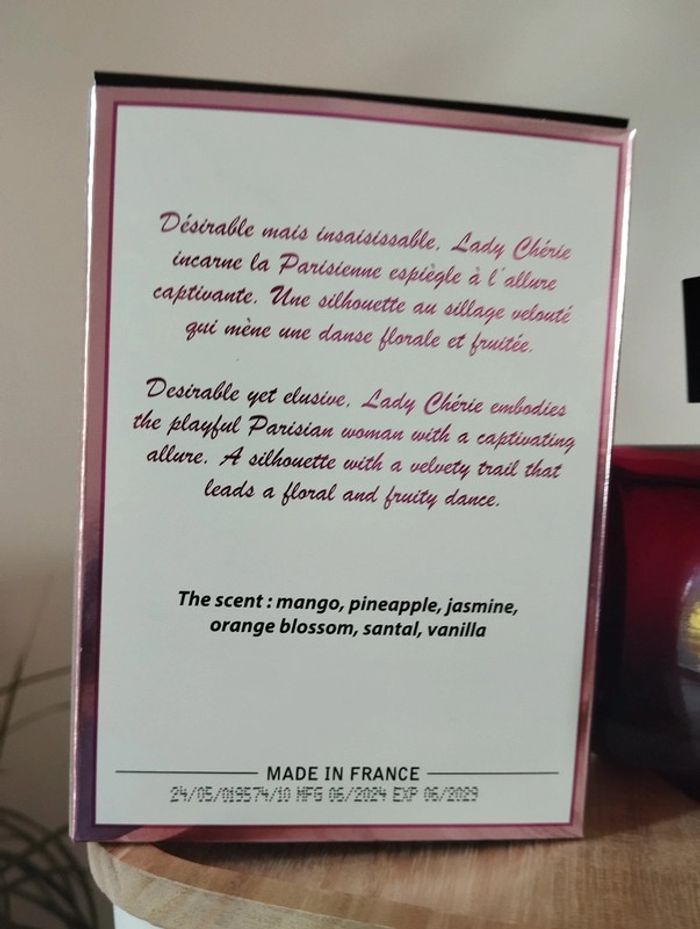 Désirable mais insaisissable, Lady Chérie
incarne la Parisienne espiègle à l'allure
captivante. Une silhouette au sillage velouté
qui mène une danse florale et fruitée.
Desirable yet elusive, Lady Chérie embodies
the playful Parisian woman with a captivating
allure. A silhouette with a velvety trail that
leads a floral and fruity dance.
The scent : mango, pineapple, jasmine,
orange blossom, santal, vanilla
MADE IN FRANCE
24/05/019574/10 MFG 06/2024 EXP 06/2029